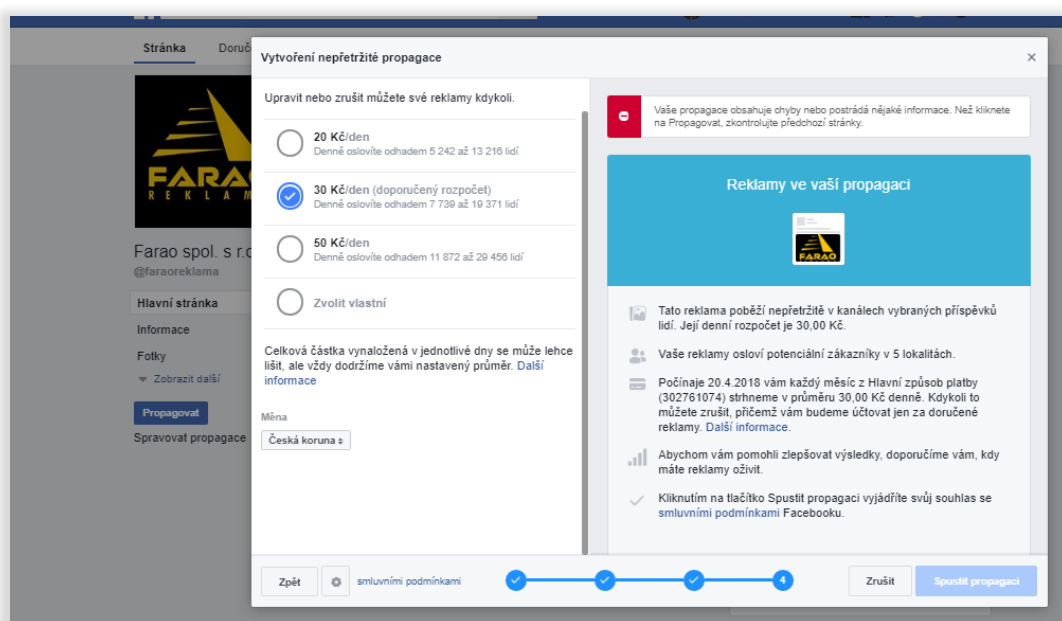 Stránka
Doruč
FARAO
REKLAM
Farao spol. s r.o
@faraoreklama
Hlavní stránka
Informace
Fotky
Zobrazit další
Propagovat
Spravovat propagace
Vytvoření nepřetržité propagace
Upravit nebo zrušit můžete své reklamy kdykoli.
20 Kč/den
Denně oslovíte odhadem 5 242 až 13 216 lidí
30 Kč/den (doporučený rozpočet)
Denně oslovíte odhadem 7 739 až 19 371 lidí
50 Kč/den
Denně oslovíte odhadem 11 872 až 29 456 lidí
Zvolit vlastní
Celková částka vynaložená v jednotlivé dny se může lehce
lišit, ale vždy dodržíme vámi nastavený průměr. Další
informace
Měna
Česká koruna
Vaše propagace obsahuje chyby nebo postrádá nějaké informace. Než kliknete
na Propagovat, zkontrolujte předchozí stránky.
Reklamy ve vaší propagaci
FARAO
Tato reklama poběží nepřetržitě v kanálech vybraných příspěvků
lidí. Její denní rozpočet je 30,00 Kč.
Vaše reklamy osloví potenciální zákazníky v 5 lokalitách.
Počínaje 20.4.2018 vám každý měsíc z Hlavní způsob platby
(302761074) strhneme v průměru 30,00 Kč denně. Kdykoli to
můžete zrušit, přičemž vám budeme účtovat jen za doručené
reklamy. Další informace.
Abychom vám pomohli zlepšovat výsledky, doporučíme vám, kdy
máte reklamy oživit.
Kliknutím na tlačítko Spustit propagaci vyjádříte svůj souhlas se
smluvními podmínkami Facebooku.
Zpět
smluvními podmínkami
4
Zrušit
Spustit propagaci